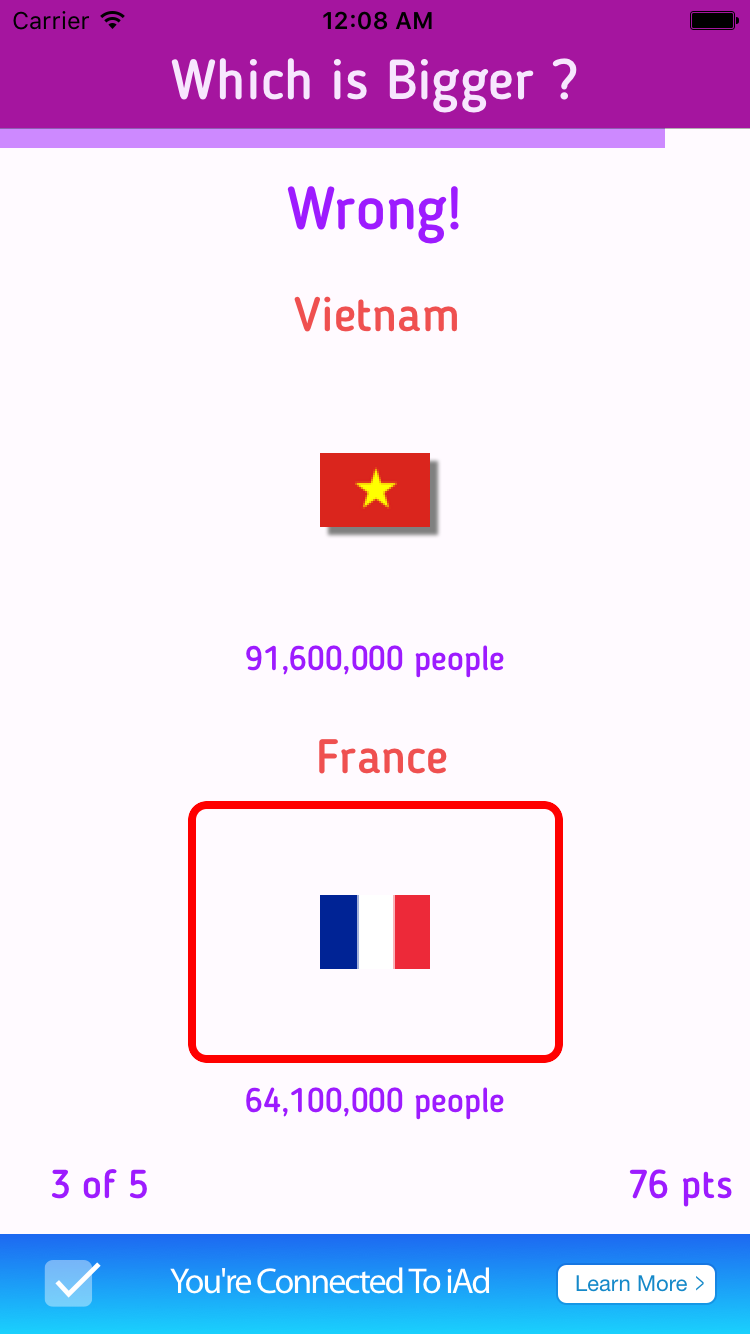 Carrier 12:08 AM
Which is Bigger ?
Wrong!
Vietnam
91,600,000 people
France
64,100,000 people
3 of 5 76 pts
You're Connected To iAd Learn More >